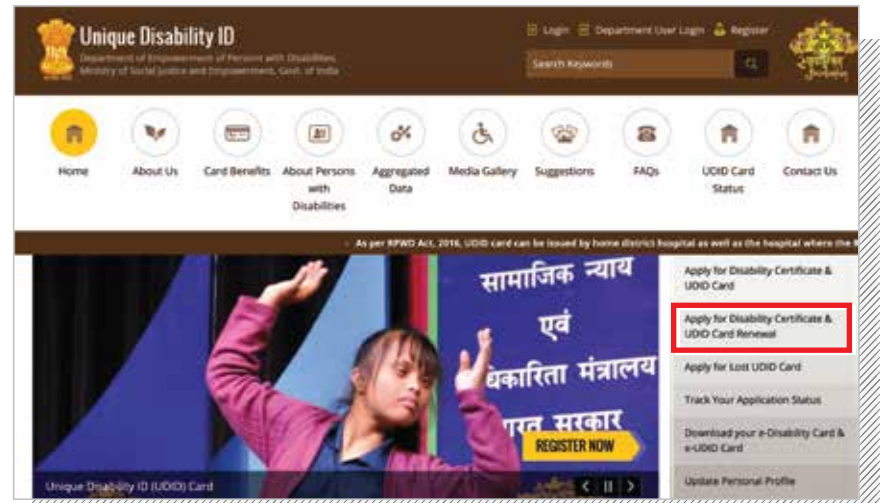 Unique Disability ID
Department of Empowerment of Persons with Disabilities,
Ministry of Social Justice and Empowerment, Govt. of India
Login Department User Login Register
Search Keywords
Home
About Us
Card Benefits
About Persons
with
Disabilities
Aggregated
Data
Media Gallery
Suggestions
FAQs
UDID Card
Status
Contact Us
As per RPWD Act, 2016, UDID card can be issued by home district hospital as well as the hospital where the
सामाजिक न्याय
एवं
धिकारिता मंत्रालय
रत सरकार
REGISTER NOW
Unique Disability ID (UDID) Card
Apply for Disability Certificate &
UDID Card
Apply for Disability Certificate &
UDID Card Renewal
Apply for Lost UDID Card
Track Your Application Status
Download your e-Disability Card &
e-UDID Card
Update Personal Profile